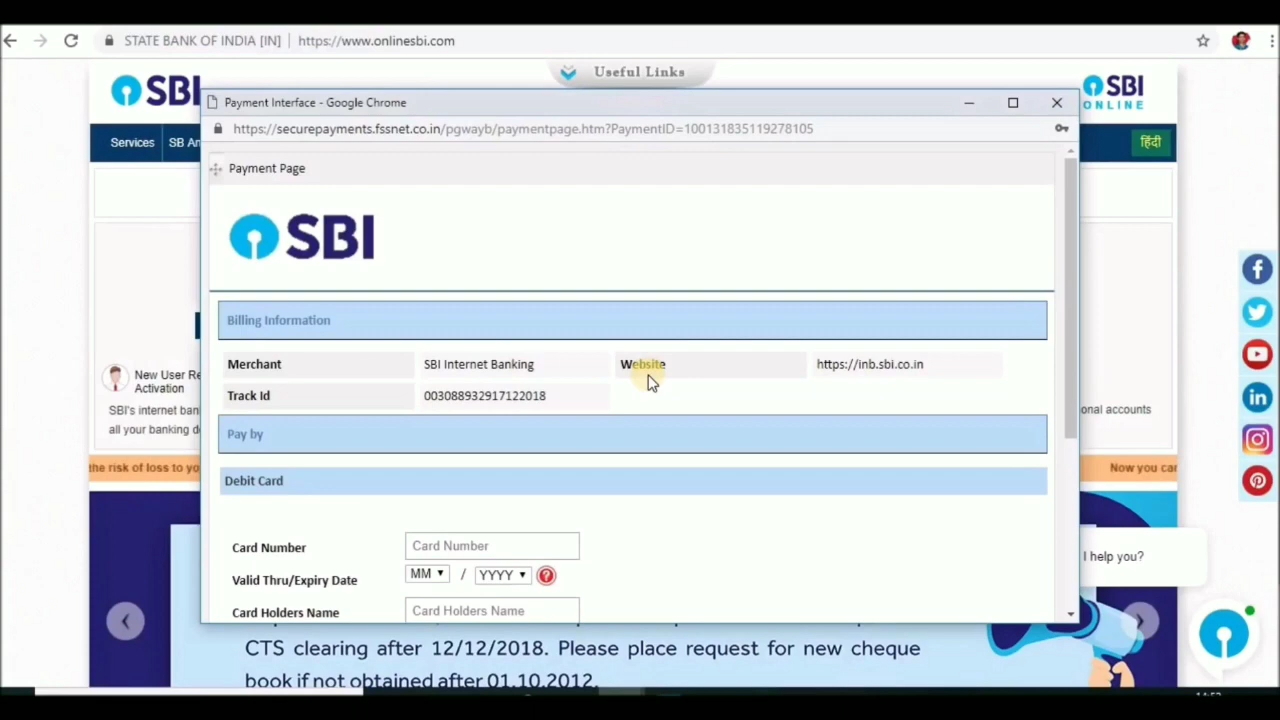 STATE BANK OF INDIA [IN] | https://www.onlinesbi.com
Useful Links
SBI
SBI
ONLINE
Services
SB An
हिंदी
Payment Interface - Google Chrome
https://securepayments.fssnet.co.in/pgwayb/paymentpage.htm?PaymentID=100131835119278105
Payment Page
SBI
Billing Information
Merchant SBI Internet Banking Website https://inb.sbi.co.in
Track Id 003088932917122018
Pay by
Debit Card
Card Number Card Number
Valid Thru/Expiry Date MM / YYYY ?
Card Holders Name Card Holders Name
New User Re
Activation
SBI's internet ban
all your banking d
onal accounts
the risk of loss to yo
Now you can
I help you?
CTS clearing after 12/12/2018. Please place request for new cheque
book if not obtained after 01.10.2012.